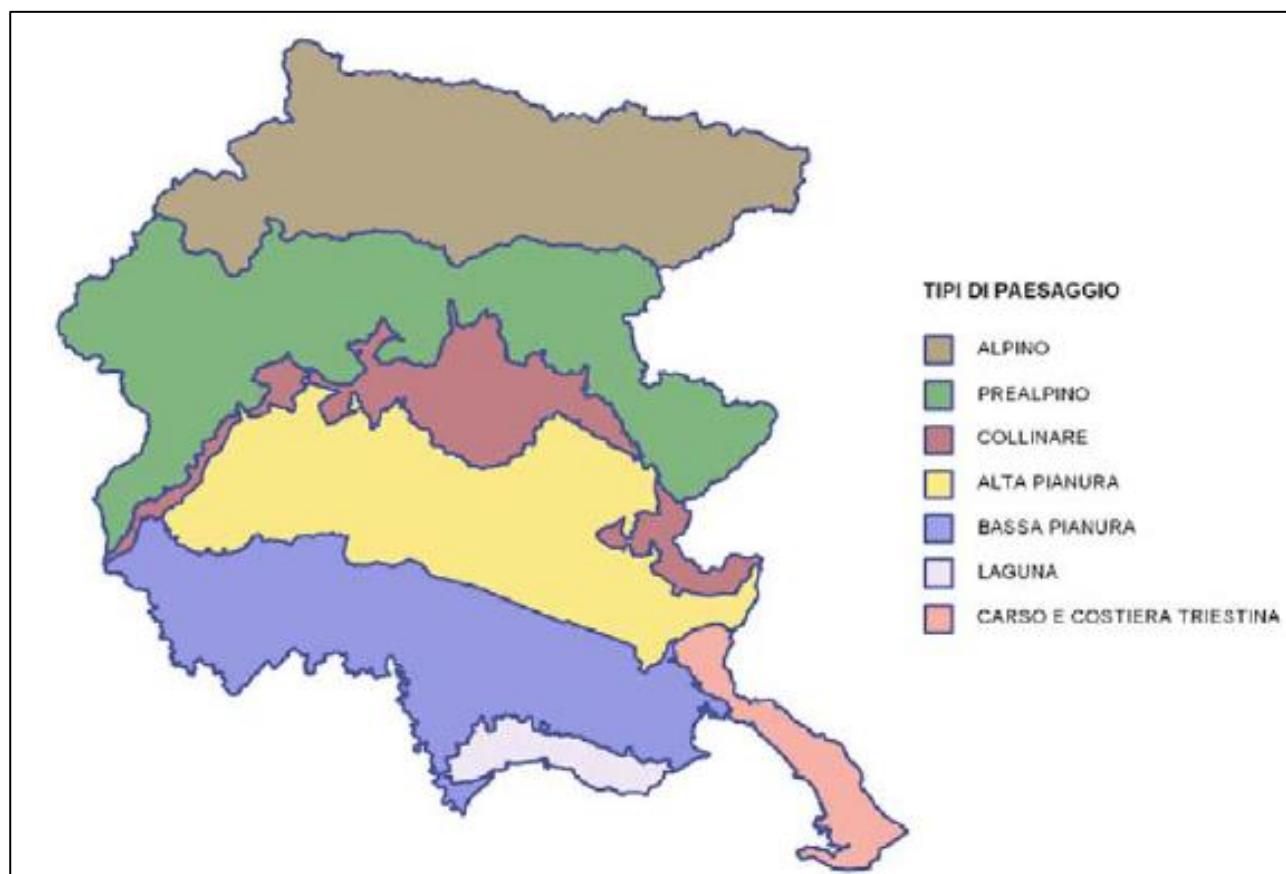 TIPI DI PAESAGGIO
ALPINO
PREALPINO
COLLINARE
ALTA PIANURA
BASSA PIANURA
LAGUNA
CARSO E COSTIERA TRIESTINA